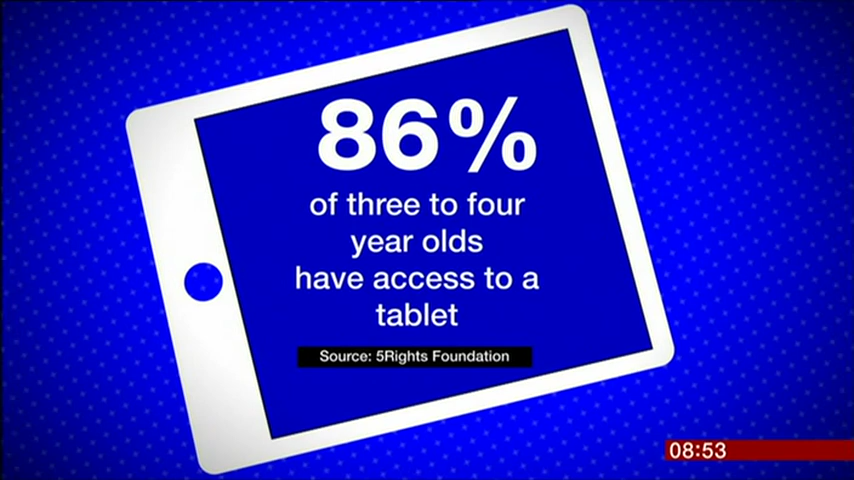 86%
of three to four
year olds
have access to a
tablet
Source: 5Rights Foundation
08:53